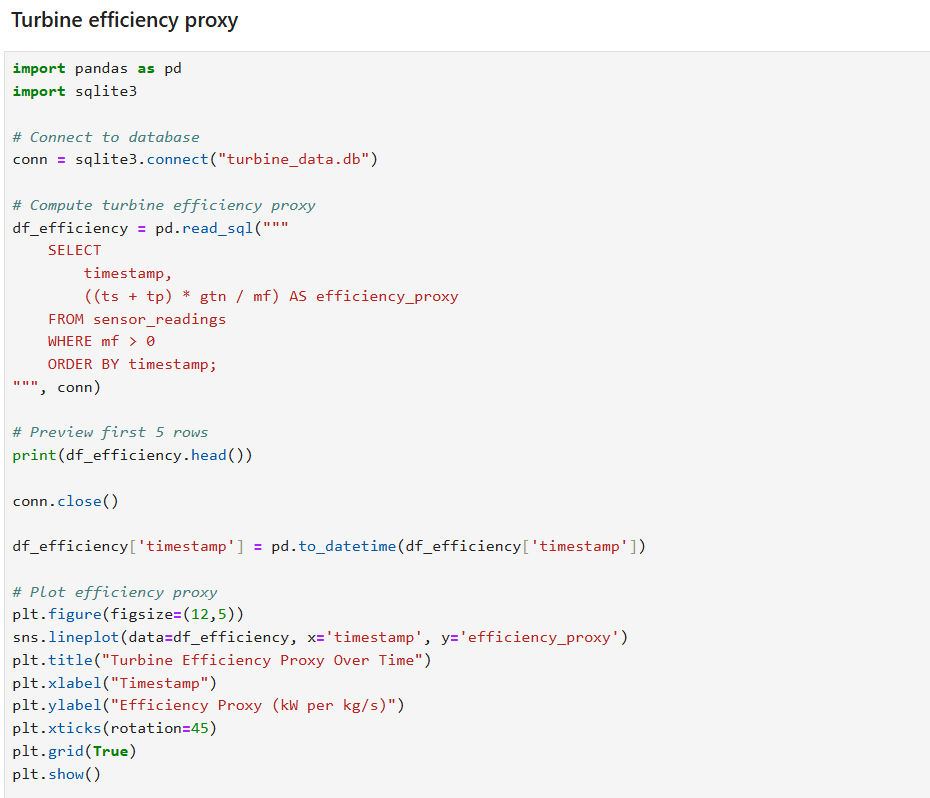 Turbine efficiency proxy
import pandas as pd
import sqlite3
# Connect to database
conn = sqlite3.connect("turbine_data.db")
# Compute turbine efficiency proxy
df_efficiency = pd.read_sql("""
    SELECT
        timestamp,
        ((ts + tp) * gtn / mf) AS efficiency_proxy
    FROM sensor_readings
    WHERE mf > 0
    ORDER BY timestamp;
""", conn)
# Preview first 5 rows
print(df_efficiency.head())
conn.close()
df_efficiency['timestamp'] = pd.to_datetime(df_efficiency['timestamp'])
# Plot efficiency proxy
plt.figure(figsize=(12,5))
sns.lineplot(data=df_efficiency, x='timestamp', y='efficiency_proxy')
plt.title("Turbine Efficiency Proxy Over Time")
plt.xlabel("Timestamp")
plt.ylabel("Efficiency Proxy (kW per kg/s)")
plt.xticks(rotation=45)
plt.grid(True)
plt.show()